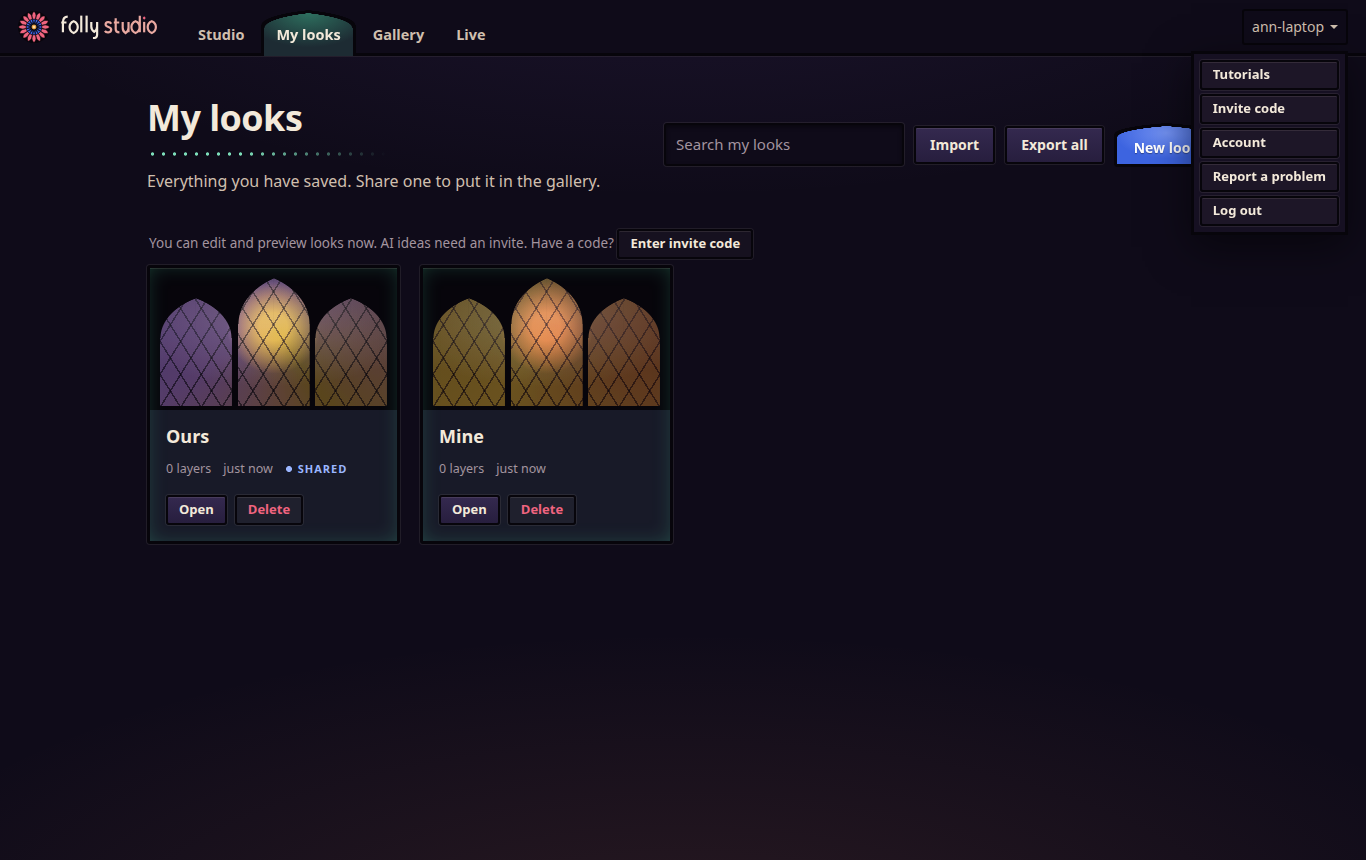 folly studio
Studio
My looks
Gallery
Live
ann-laptop
Tutorials
Invite code
Account
Report a problem
Log out
My looks
Search my looks
Import
Export all
Everything you have saved. Share one to put it in the gallery.
You can edit and preview looks now. AI ideas need an invite. Have a code?
Enter invite code
Ours
0 layers just now SHARED
Open
Delete
Mine
0 layers just now
Open
Delete
New